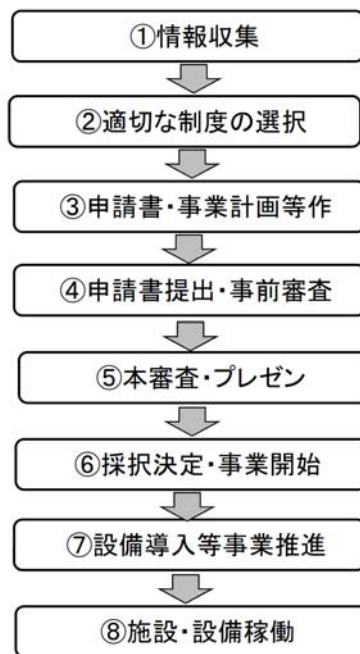 ①情報収集
②適切な制度の選択
③申請書・事業計画等作
④申請書提出・事前審査
⑤本審査・プレゼン
⑥採択決定・事業開始
⑦設備導入等事業推進
⑧施設・設備稼働